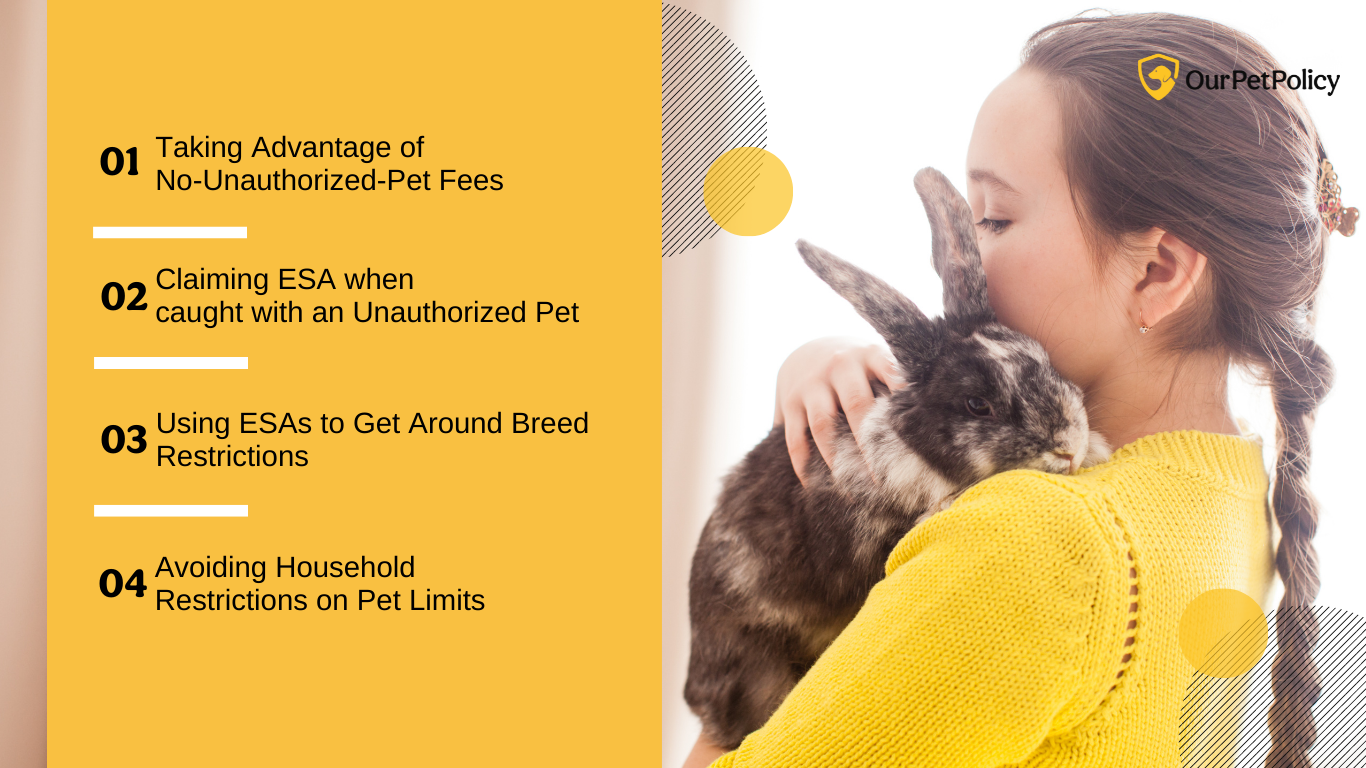 OurPetPolicy
01 Taking Advantage of
No-Unauthorized-Pet Fees
02 Claiming ESA when
caught with an Unauthorized Pet
03 Using ESAs to Get Around Breed
Restrictions
04 Avoiding Household
Restrictions on Pet Limits